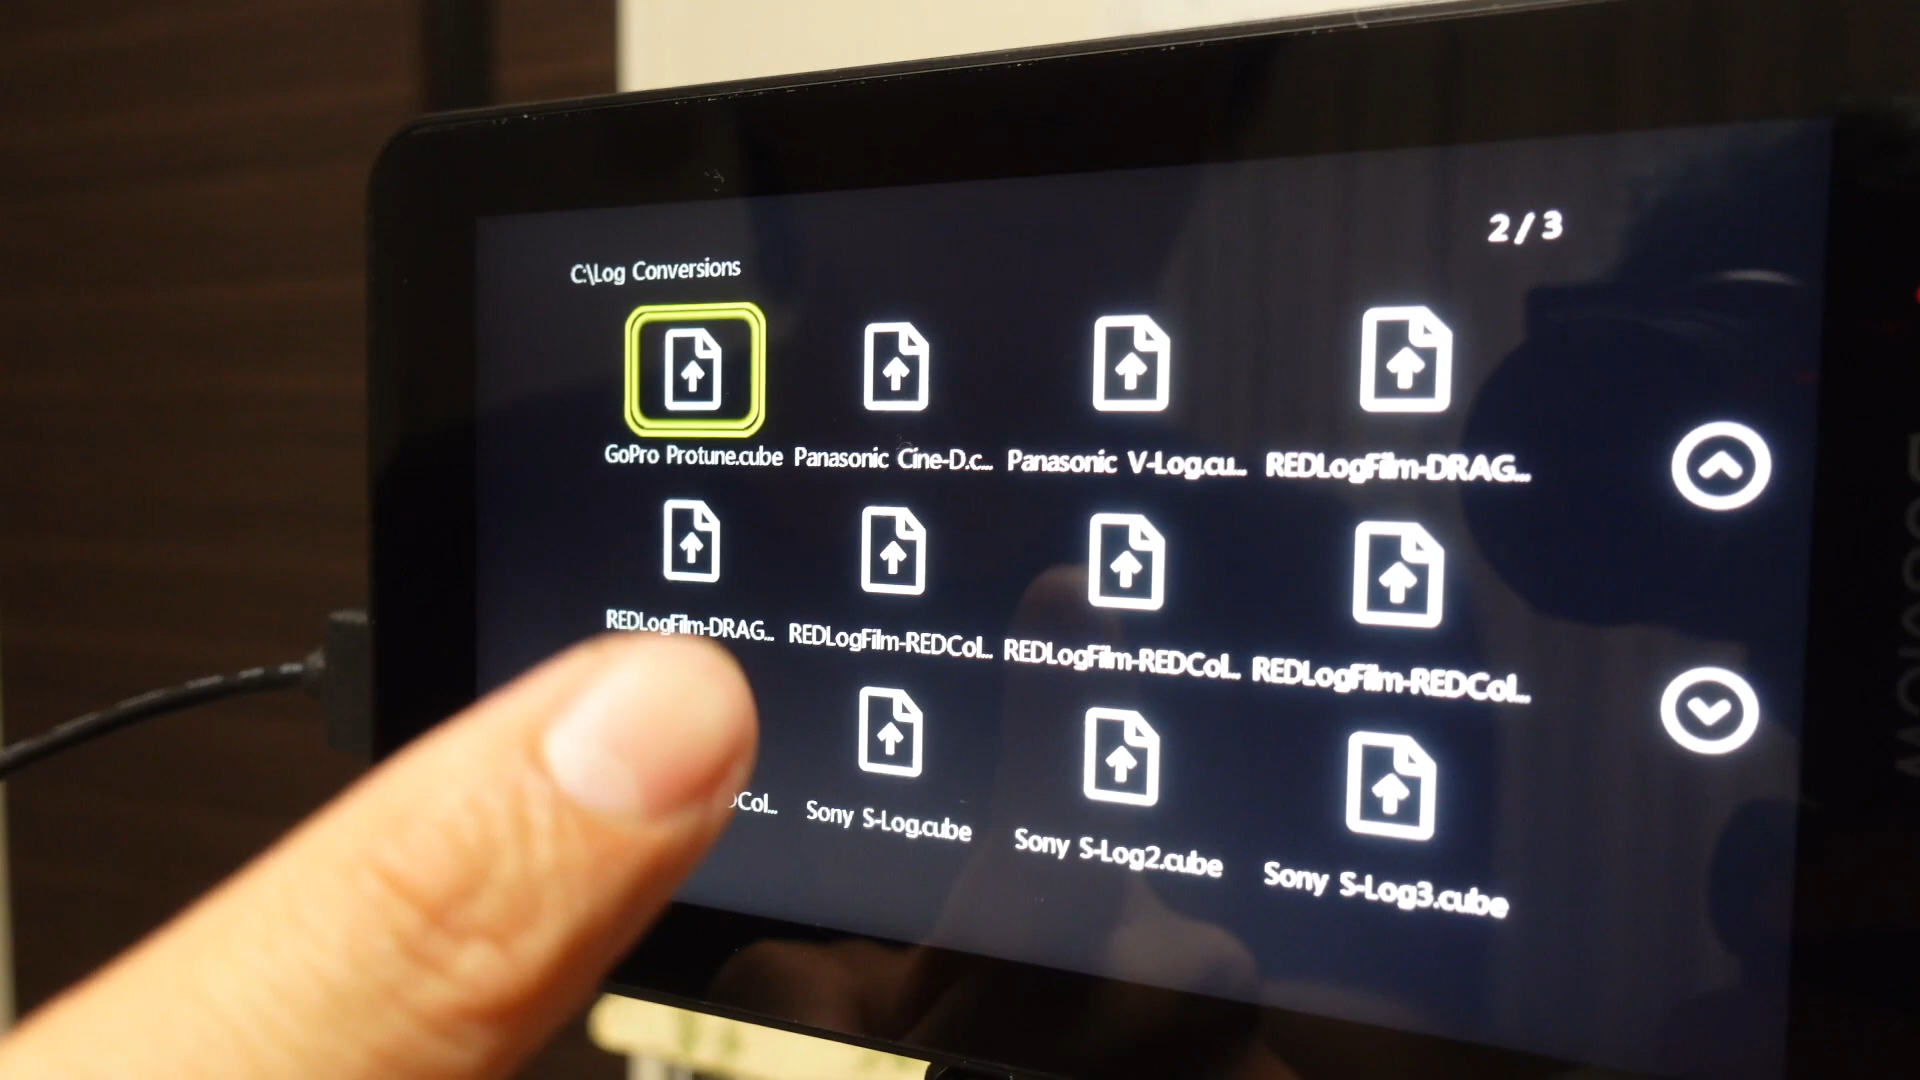 2/3
C:\Log Conversions
GoPro Protune.cube Panasonic Cine-D.c... Panasonic V-Log.cu... REDLogFilm-DRAG...
REDLogFilm-DRAG... REDLogFilm-REDCol... REDLogFilm-REDCol... REDLogFilm-REDCol...
Col... Sony S-Log.cube Sony S-Log2.cube Sony S-Log3.cube